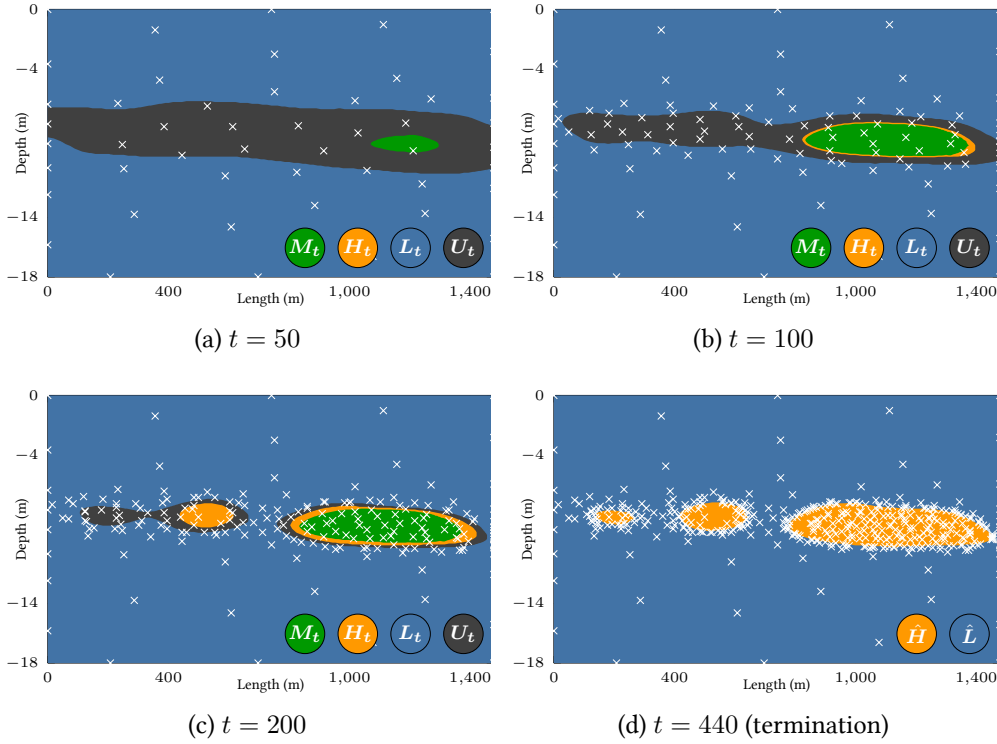 0
0
−4
−4
Depth (m)
Depth (m)
−14
−14
M_t H_t L_t U_t
M_t H_t L_t U_t
−18
−18
0 400 1,000 1,400
0 400 1,000 1,400
Length (m)
Length (m)
(a) t = 50
(b) t = 100
0
0
−4
−4
Depth (m)
Depth (m)
−14
−14
M_t H_t L_t U_t
Ĥ L̂
−18
−18
0 400 1,000 1,400
0 400 1,000 1,400
Length (m)
Length (m)
(c) t = 200
(d) t = 440 (termination)